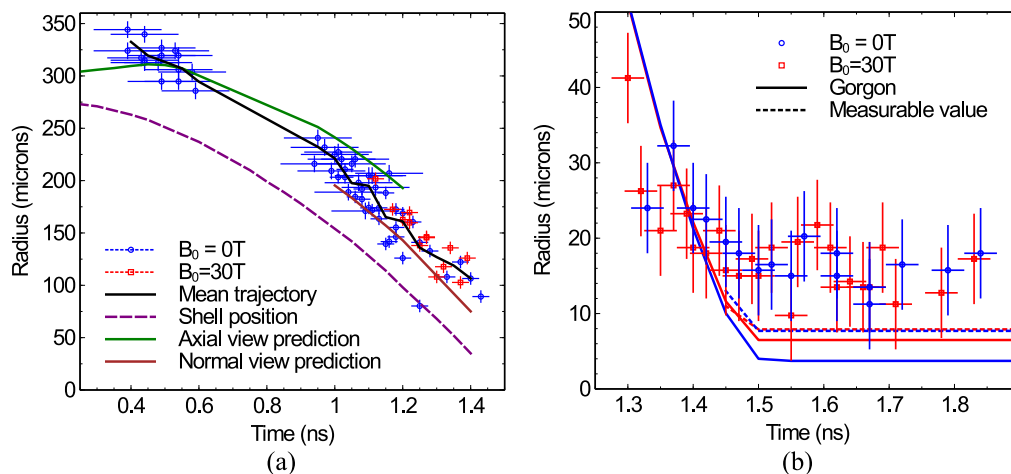 350
300
250
200
150
100
50
0
Radius (microns)
B₀ = 0T
B₀=30T
Mean trajectory
Shell position
Axial view prediction
Normal view prediction
0.4 0.6 0.8 1 1.2 1.4
Time (ns)
(a)
50
40
30
20
10
0
Radius (microns)
B₀ = 0T
B₀=30T
Gorgon
Measurable value
1.3 1.4 1.5 1.6 1.7 1.8
Time (ns)
(b)